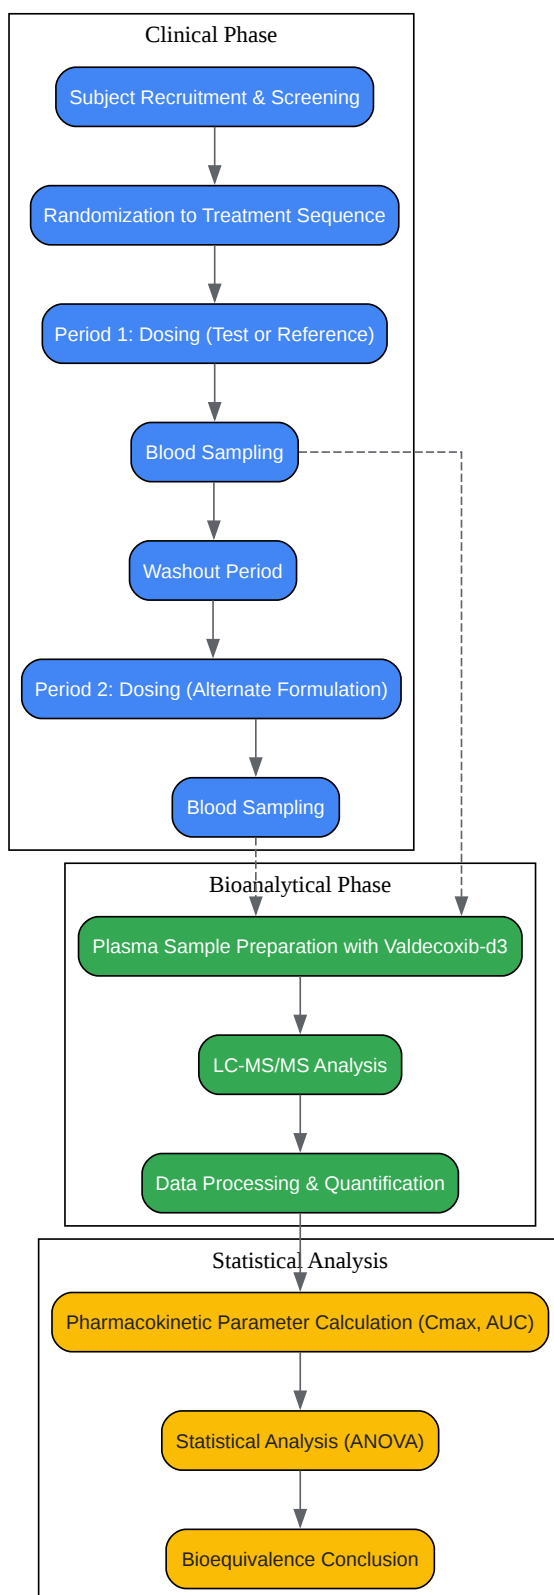 Clinical Phase
Subject Recruitment & Screening
Randomization to Treatment Sequence
Period 1: Dosing (Test or Reference)
Blood Sampling
Washout Period
Period 2: Dosing (Alternate Formulation)
Blood Sampling
Bioanalytical Phase
Plasma Sample Preparation with Valdecoxib-d3
LC-MS/MS Analysis
Data Processing & Quantification
Statistical Analysis
Pharmacokinetic Parameter Calculation (Cmax, AUC)
Statistical Analysis (ANOVA)
Bioequivalence Conclusion